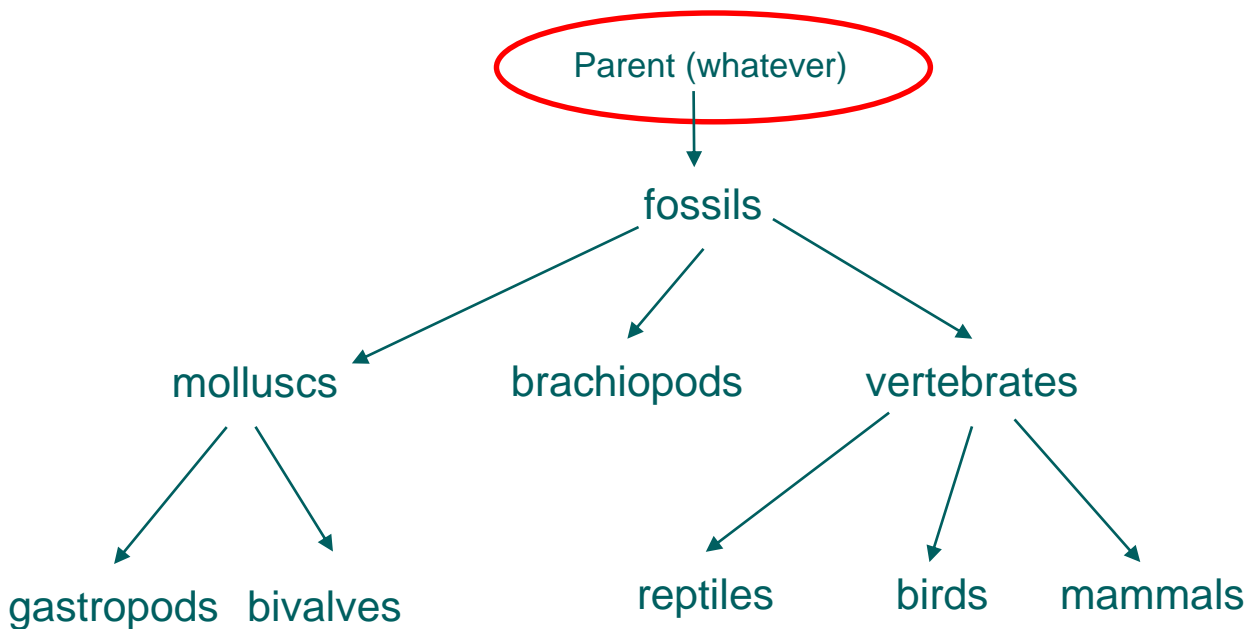 Parent (whatever)
fossils
molluscs
brachiopods
vertebrates
gastropods
bivalves
reptiles
birds
mammals